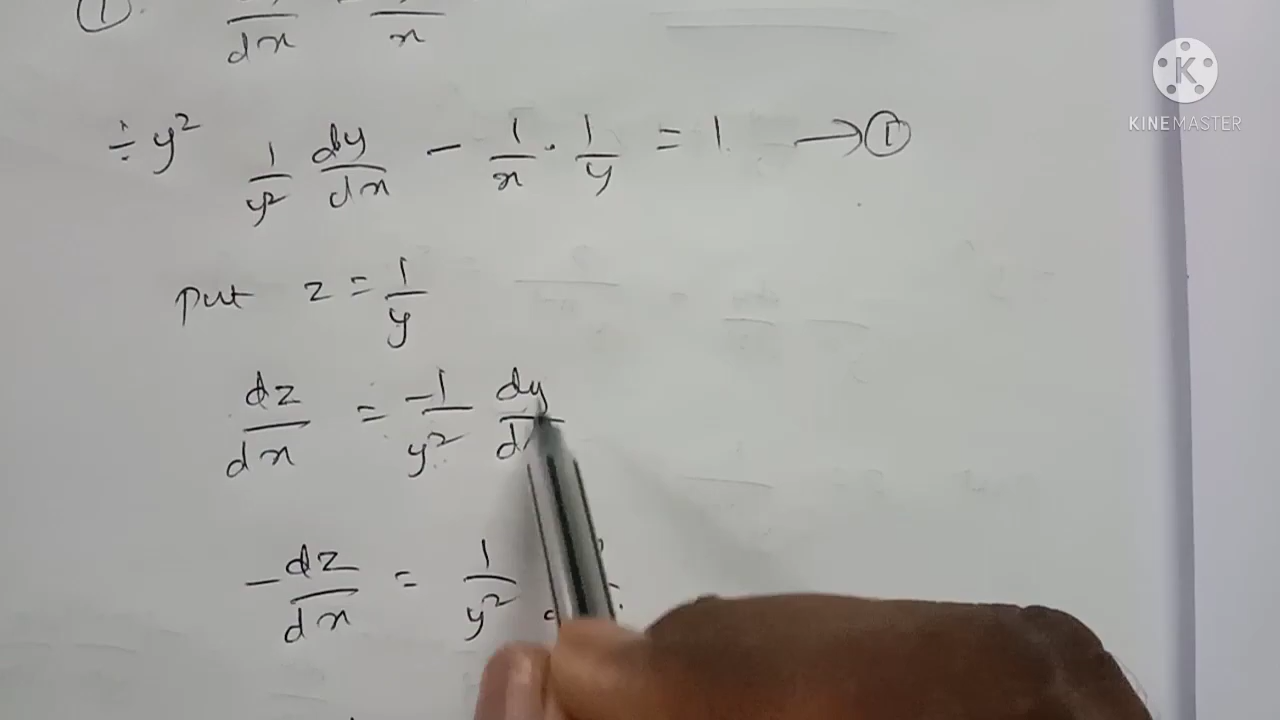 ① dx x
÷ y² 1/y² dy/dx − 1/x · 1/y = 1 → ①
put z = 1/y
dz/dx = −1/y² dy/d
− dz/dx = 1/y²
KINEMASTER